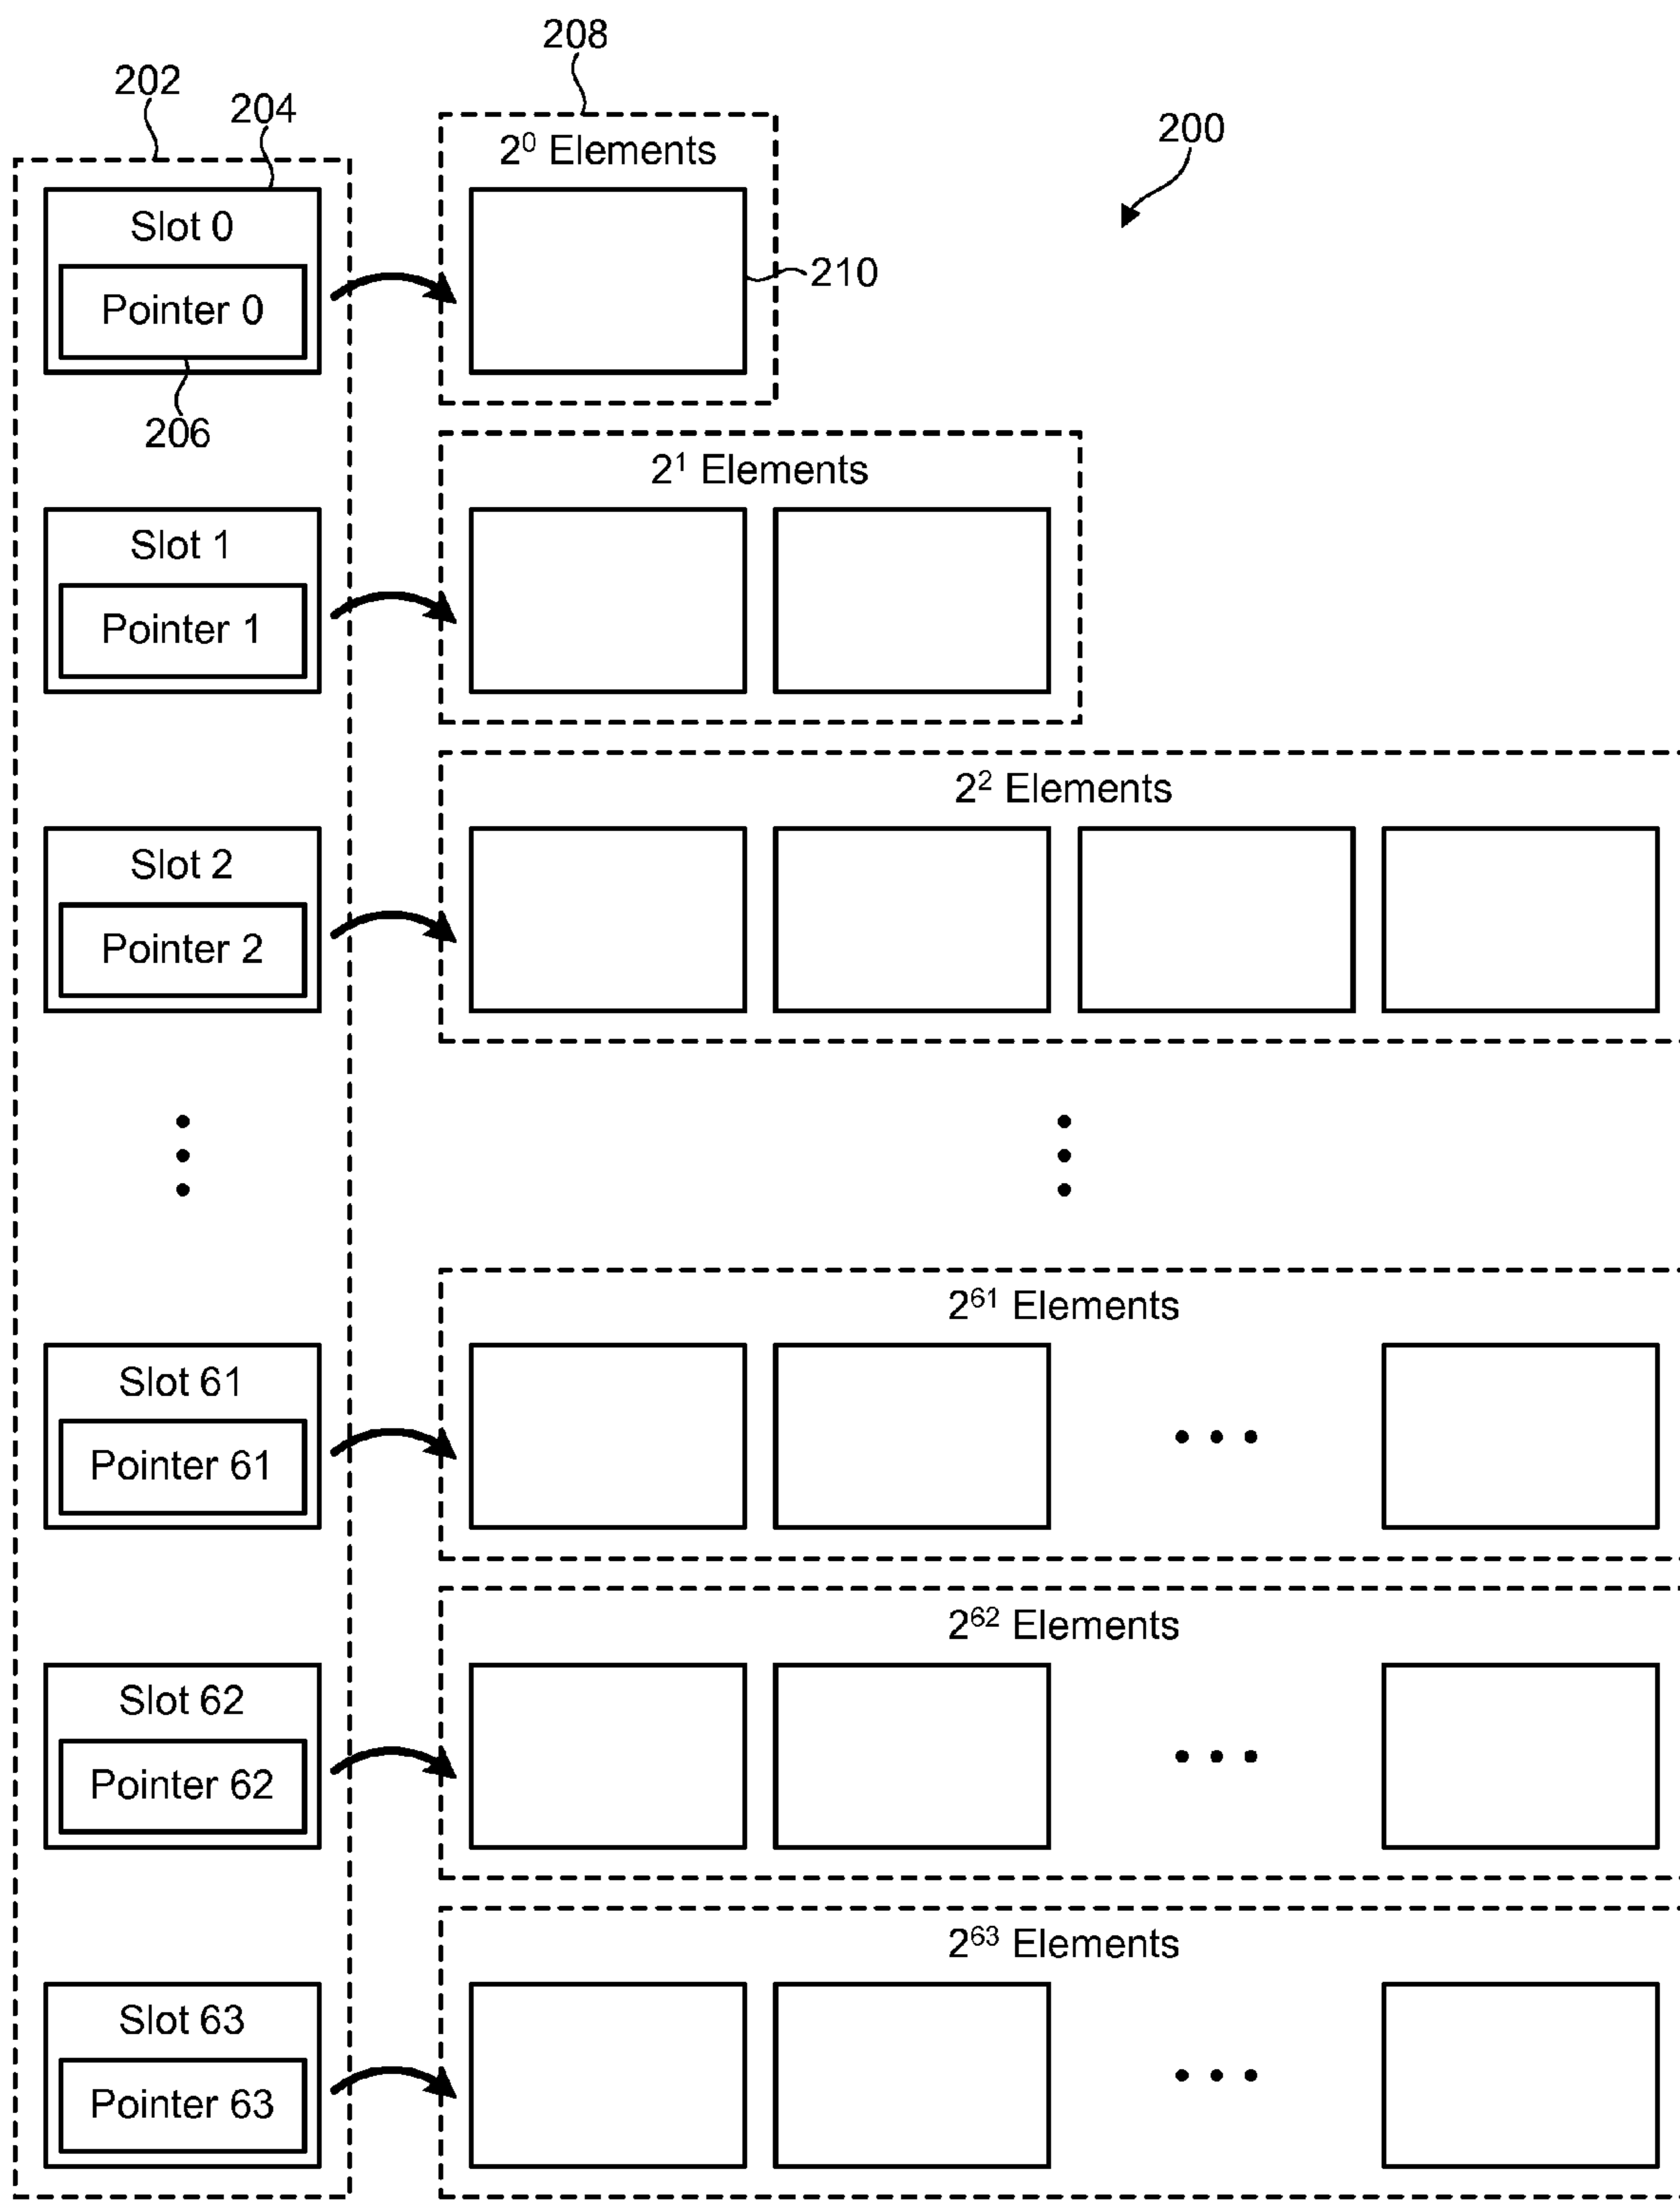 208
202
204
200
2⁰ Elements
Slot 0
210
Pointer 0
206
2¹ Elements
Slot 1
Pointer 1
2² Elements
Slot 2
Pointer 2
2⁶¹ Elements
Slot 61
Pointer 61
2⁶² Elements
Slot 62
Pointer 62
2⁶³ Elements
Slot 63
Pointer 63